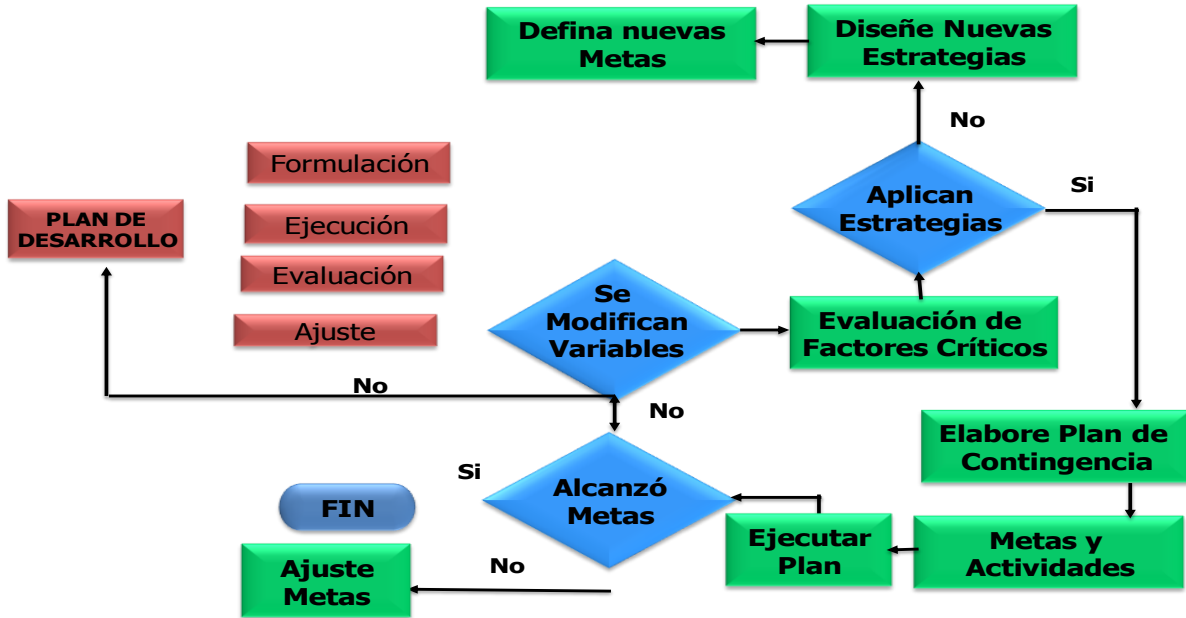 Defina nuevas
Metas
Diseñe Nuevas
Estrategias
No
Formulación
Aplican
Estrategias
Si
PLAN DE
DESARROLLO
Ejecución
Evaluación
Se
Modifican
Variables
Evaluación de
Factores Críticos
Ajuste
No
No
Elabore Plan de
Contingencia
Si
Alcanzó
Metas
FIN
Ejecutar
Plan
Metas y
Actividades
Ajuste
Metas
No